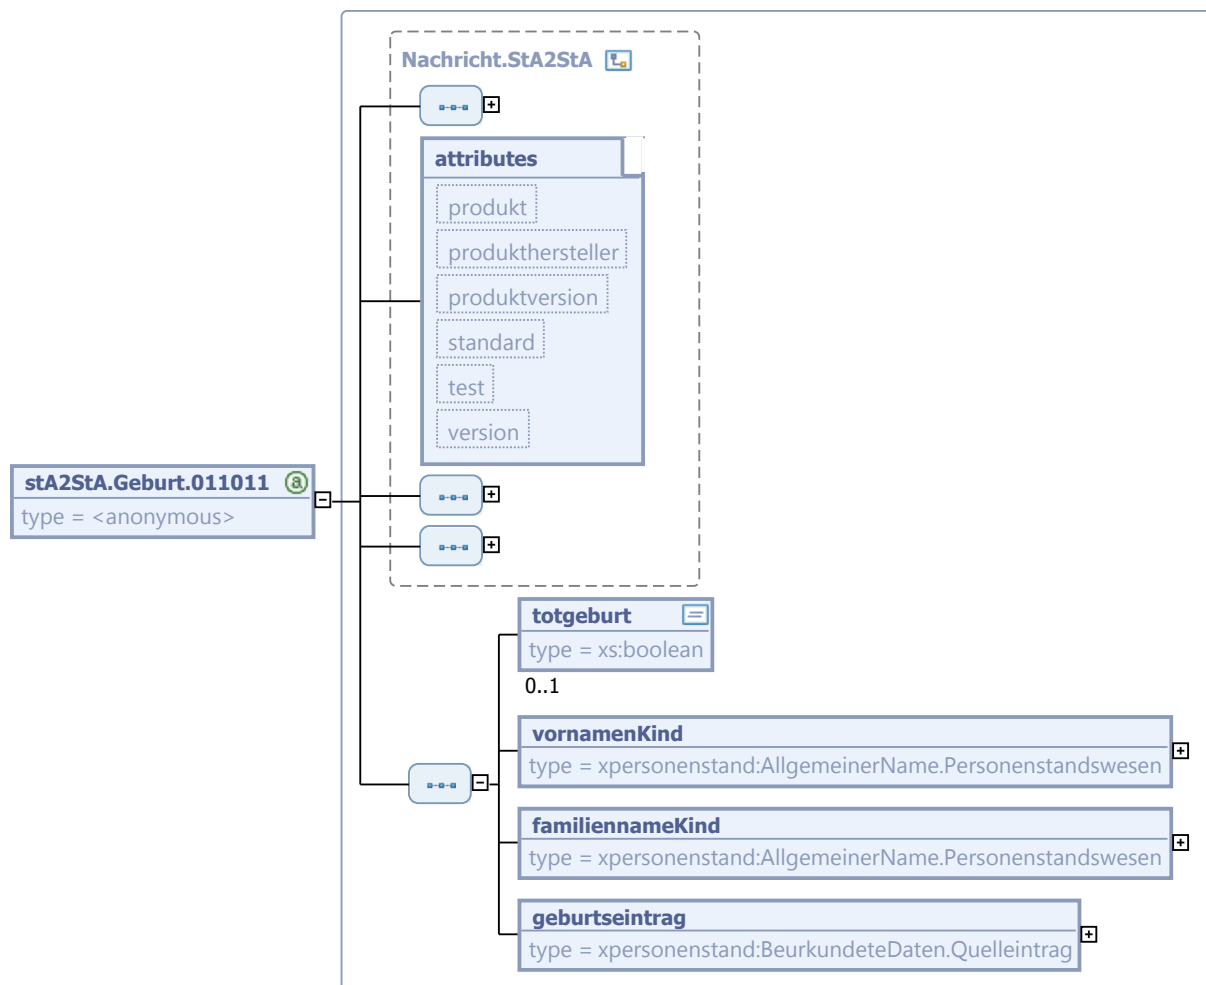 Nachricht.StA2StA
attributes
produkt
produkthersteller
produktversion
standard
test
version
stA2StA.Geburt.011011
type = <anonymous>
totgeburt
type = xs:boolean
0..1
vornamenKind
type = xpersonenstand:AllgemeinerName.Personenstandswesen
familiennameKind
type = xpersonenstand:AllgemeinerName.Personenstandswesen
geburtseintrag
type = xpersonenstand:BeurkundeteDaten.Quelleintrag